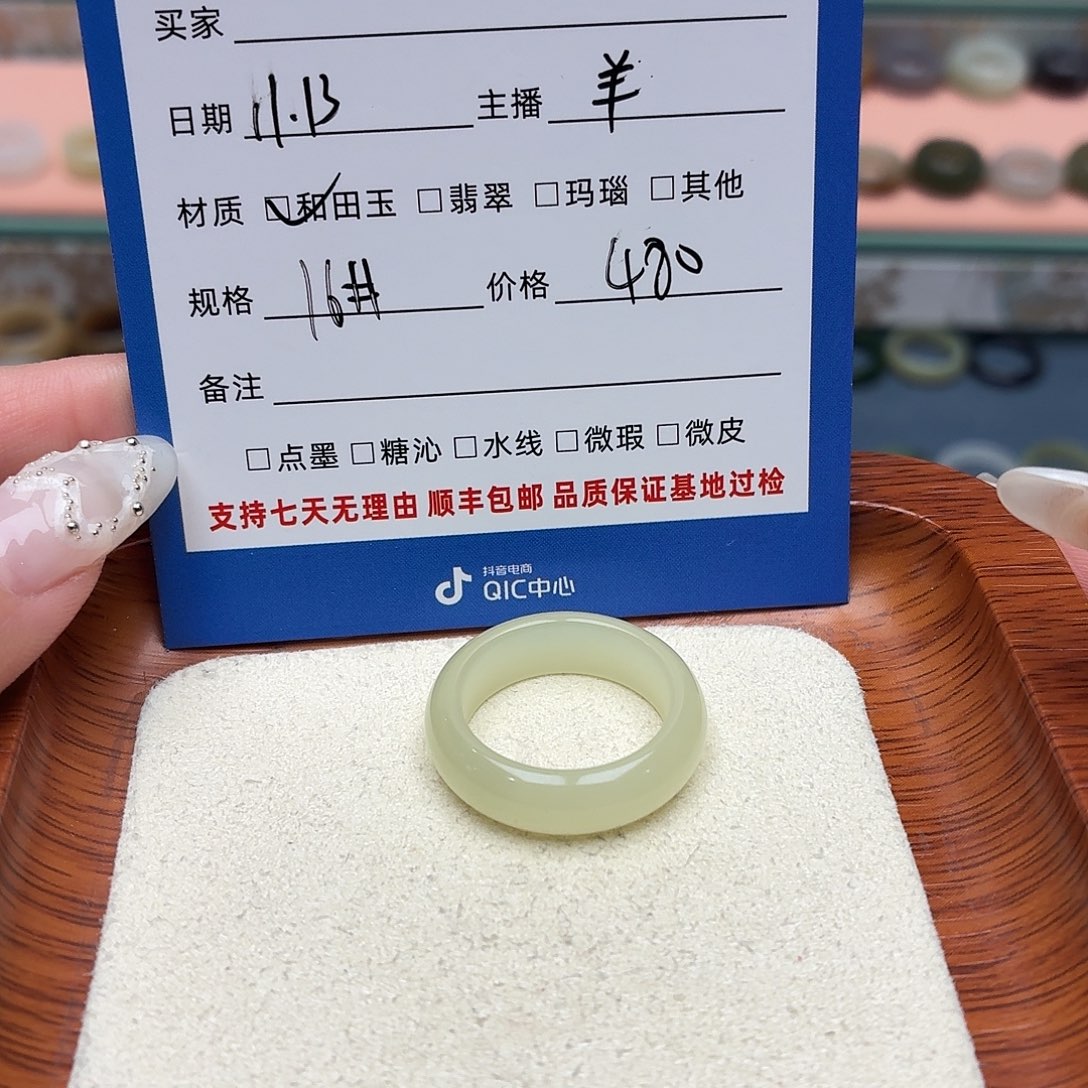 买家
日期 11.13 主播 羊
材质 ☑和田玉 □翡翠 □玛瑙 □其他
规格 16# 价格 480
备注
□点墨 □糖沁 □水线 □微瑕 □微皮
支持七天无理由 顺丰包邮 品质保证基地过检
抖音电商
QIC中心